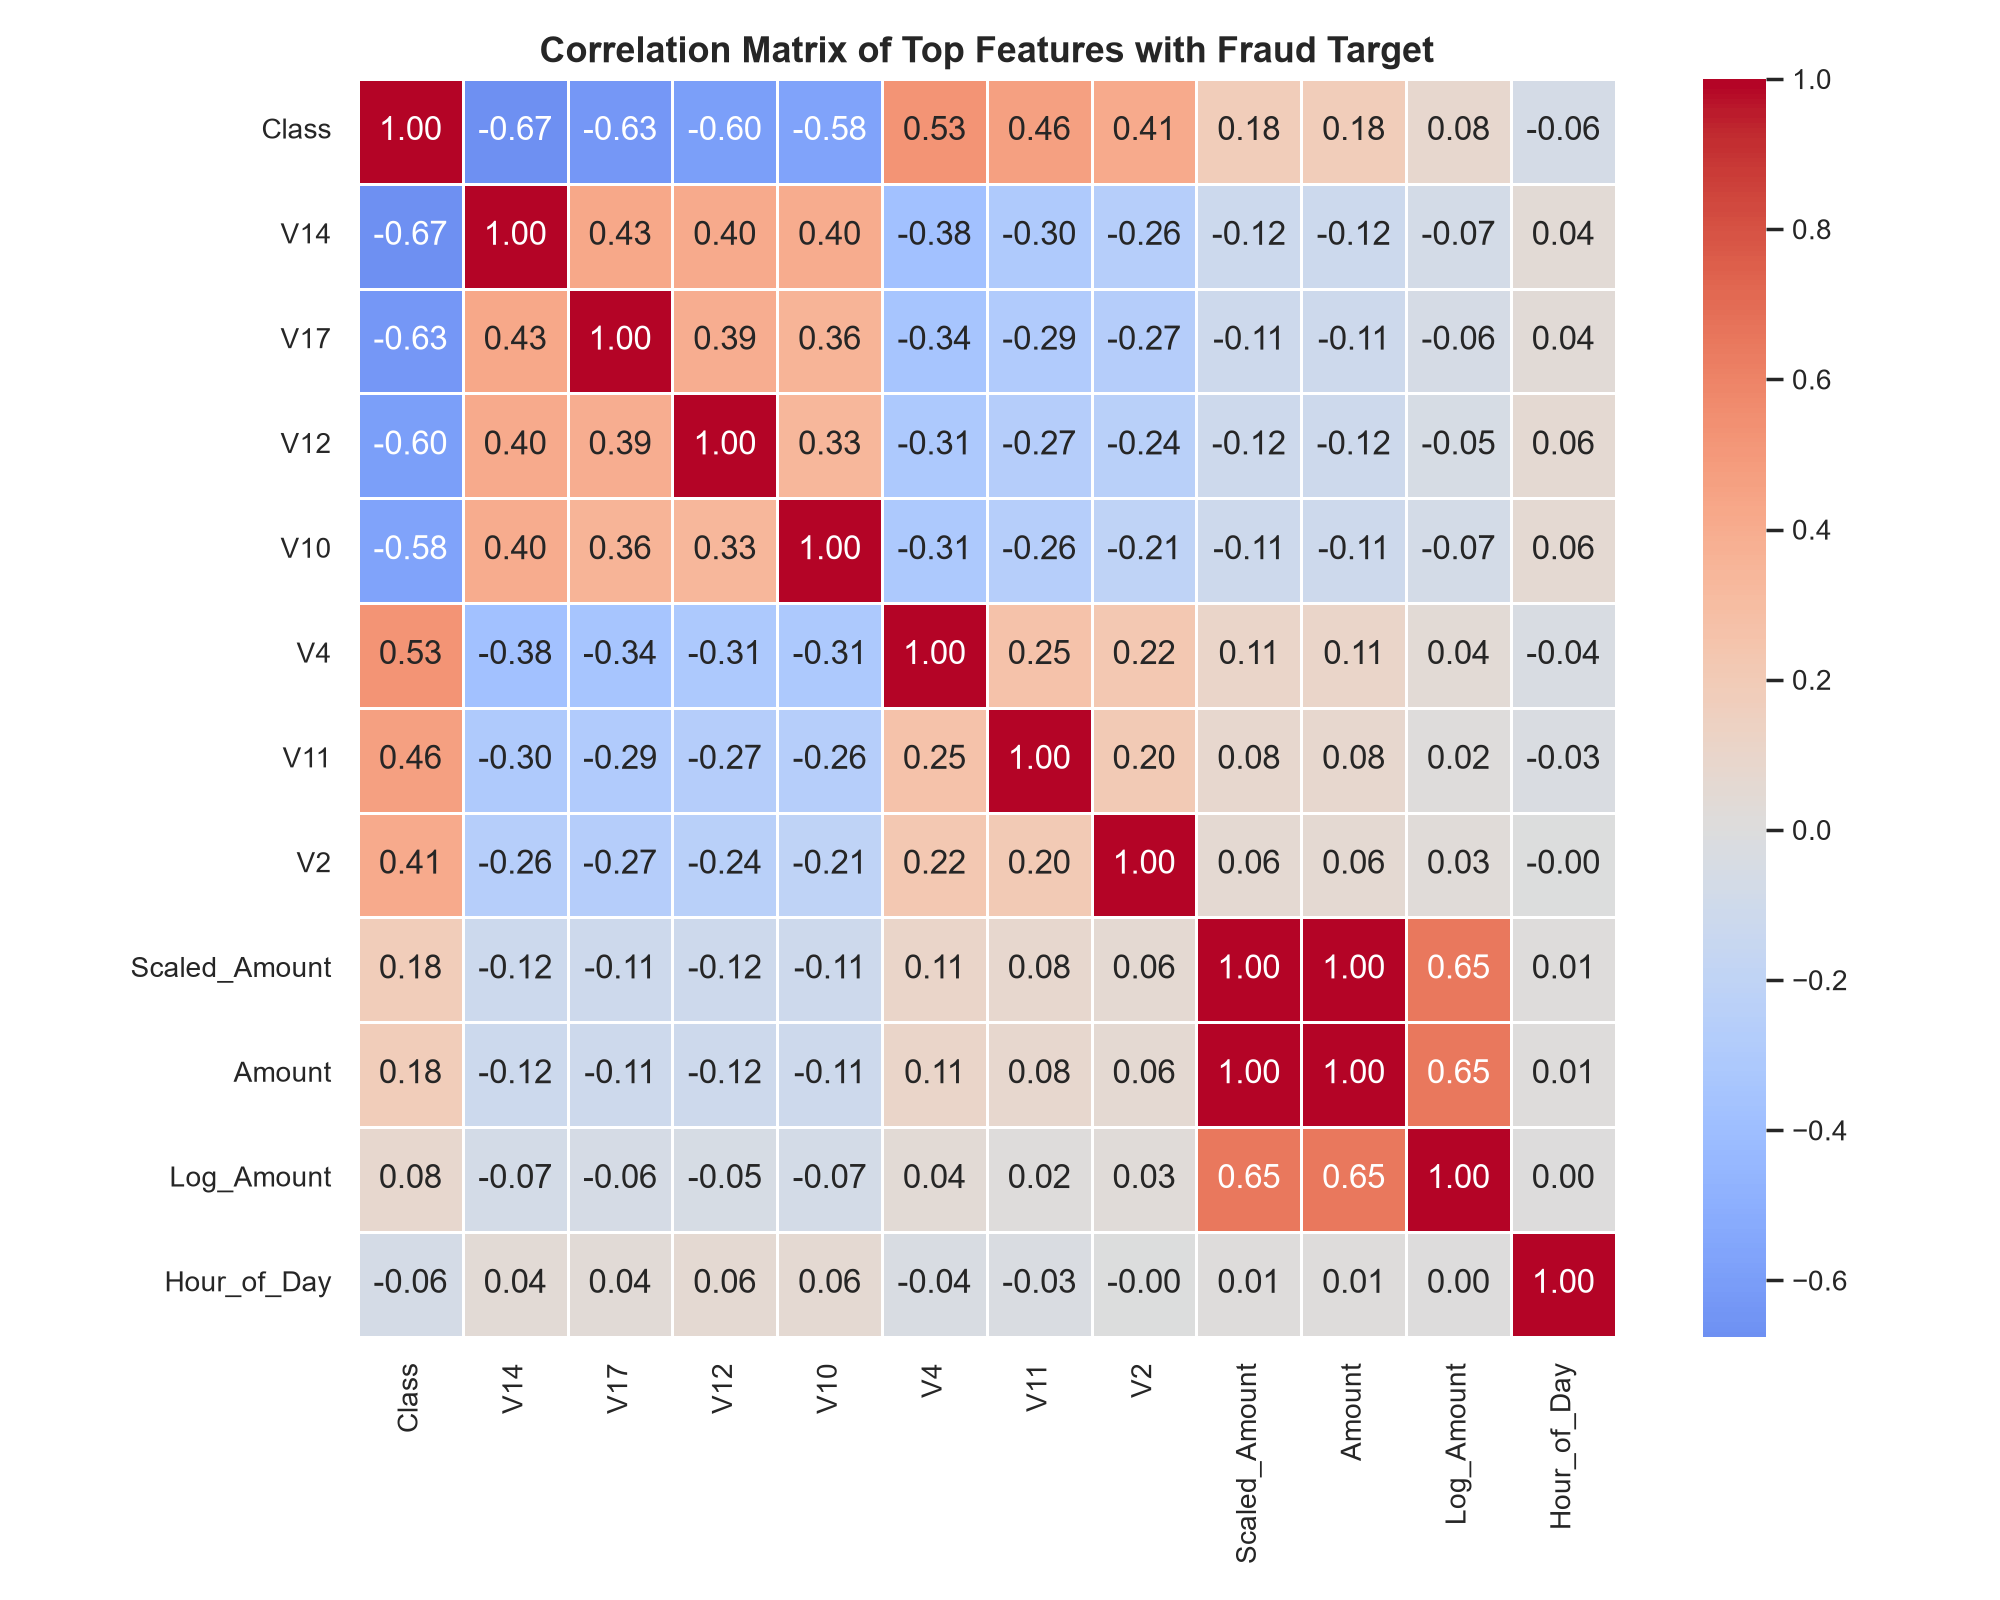 Correlation Matrix of Top Features with Fraud Target
Class 1.00 -0.67 -0.63 -0.60 -0.58 0.53 0.46 0.41 0.18 0.18 0.08 -0.06
V14 -0.67 1.00 0.43 0.40 0.40 -0.38 -0.30 -0.26 -0.12 -0.12 -0.07 0.04
V17 -0.63 0.43 1.00 0.39 0.36 -0.34 -0.29 -0.27 -0.11 -0.11 -0.06 0.04
V12 -0.60 0.40 0.39 1.00 0.33 -0.31 -0.27 -0.24 -0.12 -0.12 -0.05 0.06
V10 -0.58 0.40 0.36 0.33 1.00 -0.31 -0.26 -0.21 -0.11 -0.11 -0.07 0.06
V4 0.53 -0.38 -0.34 -0.31 -0.31 1.00 0.25 0.22 0.11 0.11 0.04 -0.04
V11 0.46 -0.30 -0.29 -0.27 -0.26 0.25 1.00 0.20 0.08 0.08 0.02 -0.03
V2 0.41 -0.26 -0.27 -0.24 -0.21 0.22 0.20 1.00 0.06 0.06 0.03 -0.00
Scaled_Amount 0.18 -0.12 -0.11 -0.12 -0.11 0.11 0.08 0.06 1.00 1.00 0.65 0.01
Amount 0.18 -0.12 -0.11 -0.12 -0.11 0.11 0.08 0.06 1.00 1.00 0.65 0.01
Log_Amount 0.08 -0.07 -0.06 -0.05 -0.07 0.04 0.02 0.03 0.65 0.65 1.00 0.00
Hour_of_Day -0.06 0.04 0.04 0.06 0.06 -0.04 -0.03 -0.00 0.01 0.01 0.00 1.00
Class V14 V17 V12 V10 V4 V11 V2 Scaled_Amount Amount Log_Amount Hour_of_Day
1.0
0.8
0.6
0.4
0.2
0.0
−0.2
−0.4
−0.6